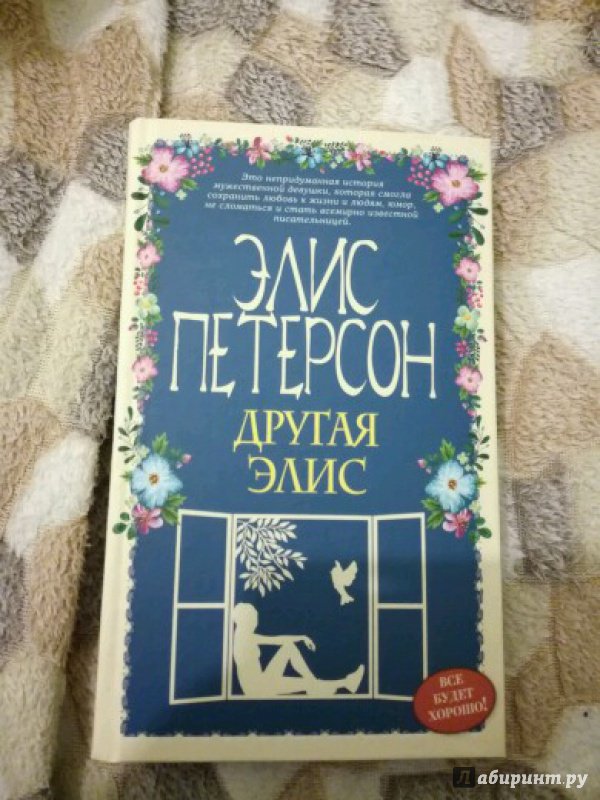 Это непридуманная история
мужественной девушки, которая смогла
сохранить любовь к жизни и людям, юмор,
не сломаться и стать всемирно известной
писательницей.
ЭЛИС
ПЕТЕРСОН
ДРУГАЯ
ЭЛИС
ВСЕ
БУДЕТ
ХОРОШО!
Лабиринт.ру